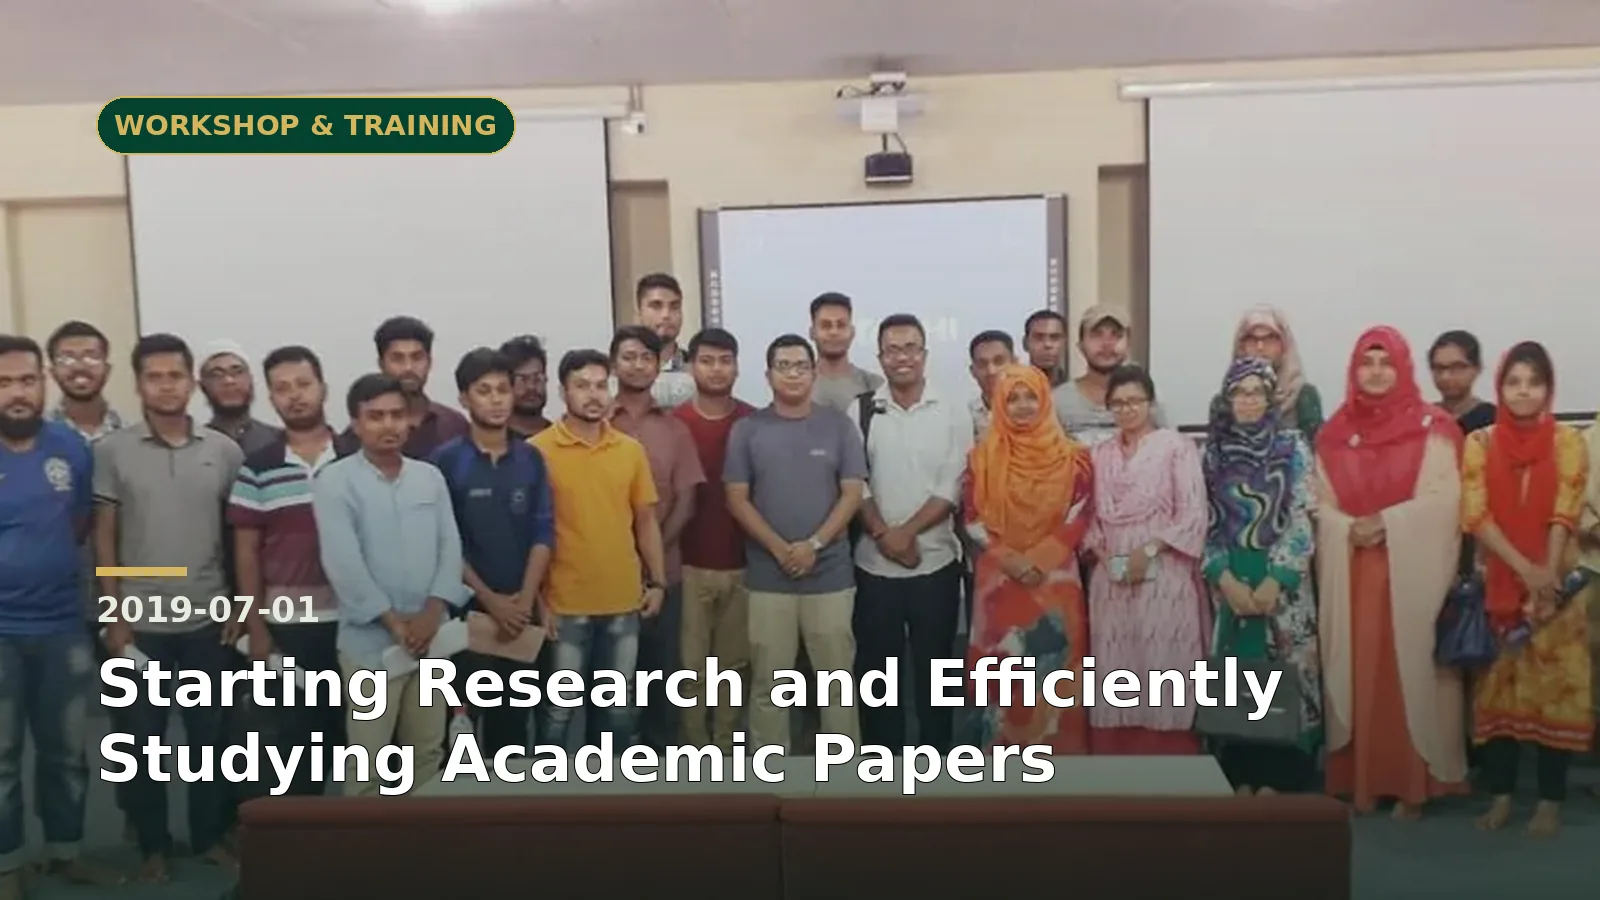 WORKSHOP & TRAINING
2019-07-01
Starting Research and Efficiently
Studying Academic Papers